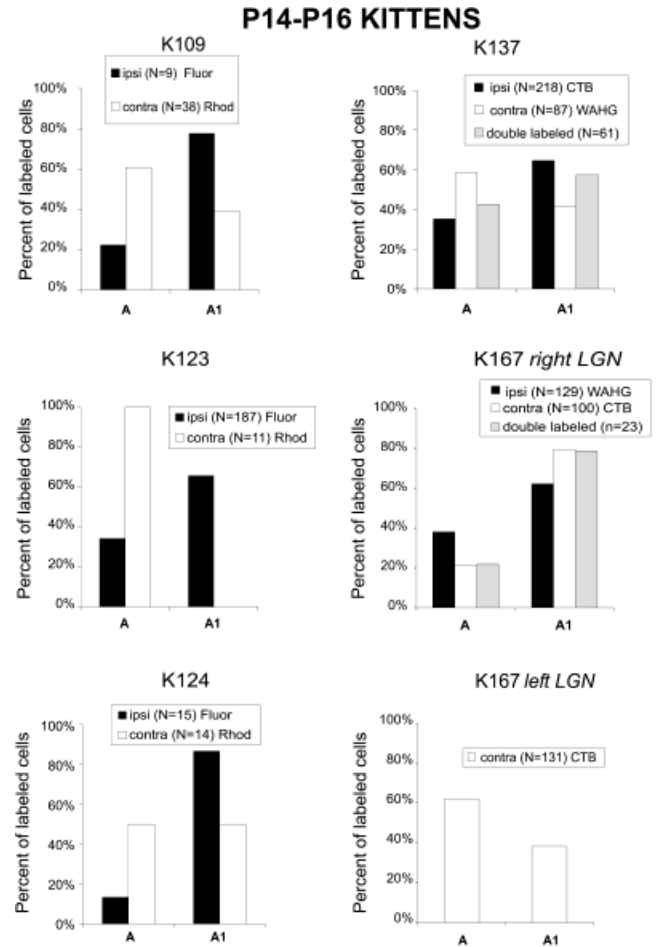 P14-P16 KITTENS
K109
ipsi (N=9) Fluor
contra (N=38) Rhod
Percent of labeled cells
100%
80%
60%
40%
20%
0%
A A1
K137
ipsi (N=218) CTB
contra (N=87) WAHG
double labeled (N=61)
Percent of labeled cells
100%
80%
60%
40%
20%
0%
A A1
K123
ipsi (N=187) Fluor
contra (N=11) Rhod
Percent of labeled cells
100%
80%
60%
40%
20%
0%
A A1
K167 right LGN
ipsi (N=129) WAHG
contra (N=100) CTB
double labeled (n=23)
Percent of labeled cells
100%
80%
60%
40%
20%
0%
A A1
K124
ipsi (N=15) Fluor
contra (N=14) Rhod
Percent of labeled cells
100%
80%
60%
40%
20%
0%
A A1
K167 left LGN
contra (N=131) CTB
Percent of labeled cells
100%
80%
60%
40%
20%
0%
A A1